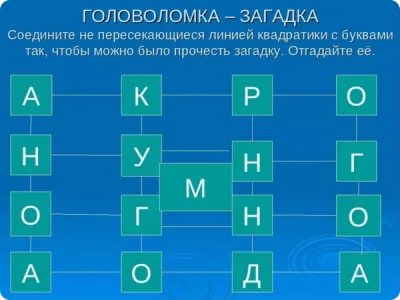 ГОЛОВОЛОМКА – ЗАГАДКА
Соедините не пересекающиеся линией квадратики с буквами
так, чтобы можно было прочесть загадку. Отгадайте её.
А К Р О
Н У Н Г
М
О Г Н О
А О Д А